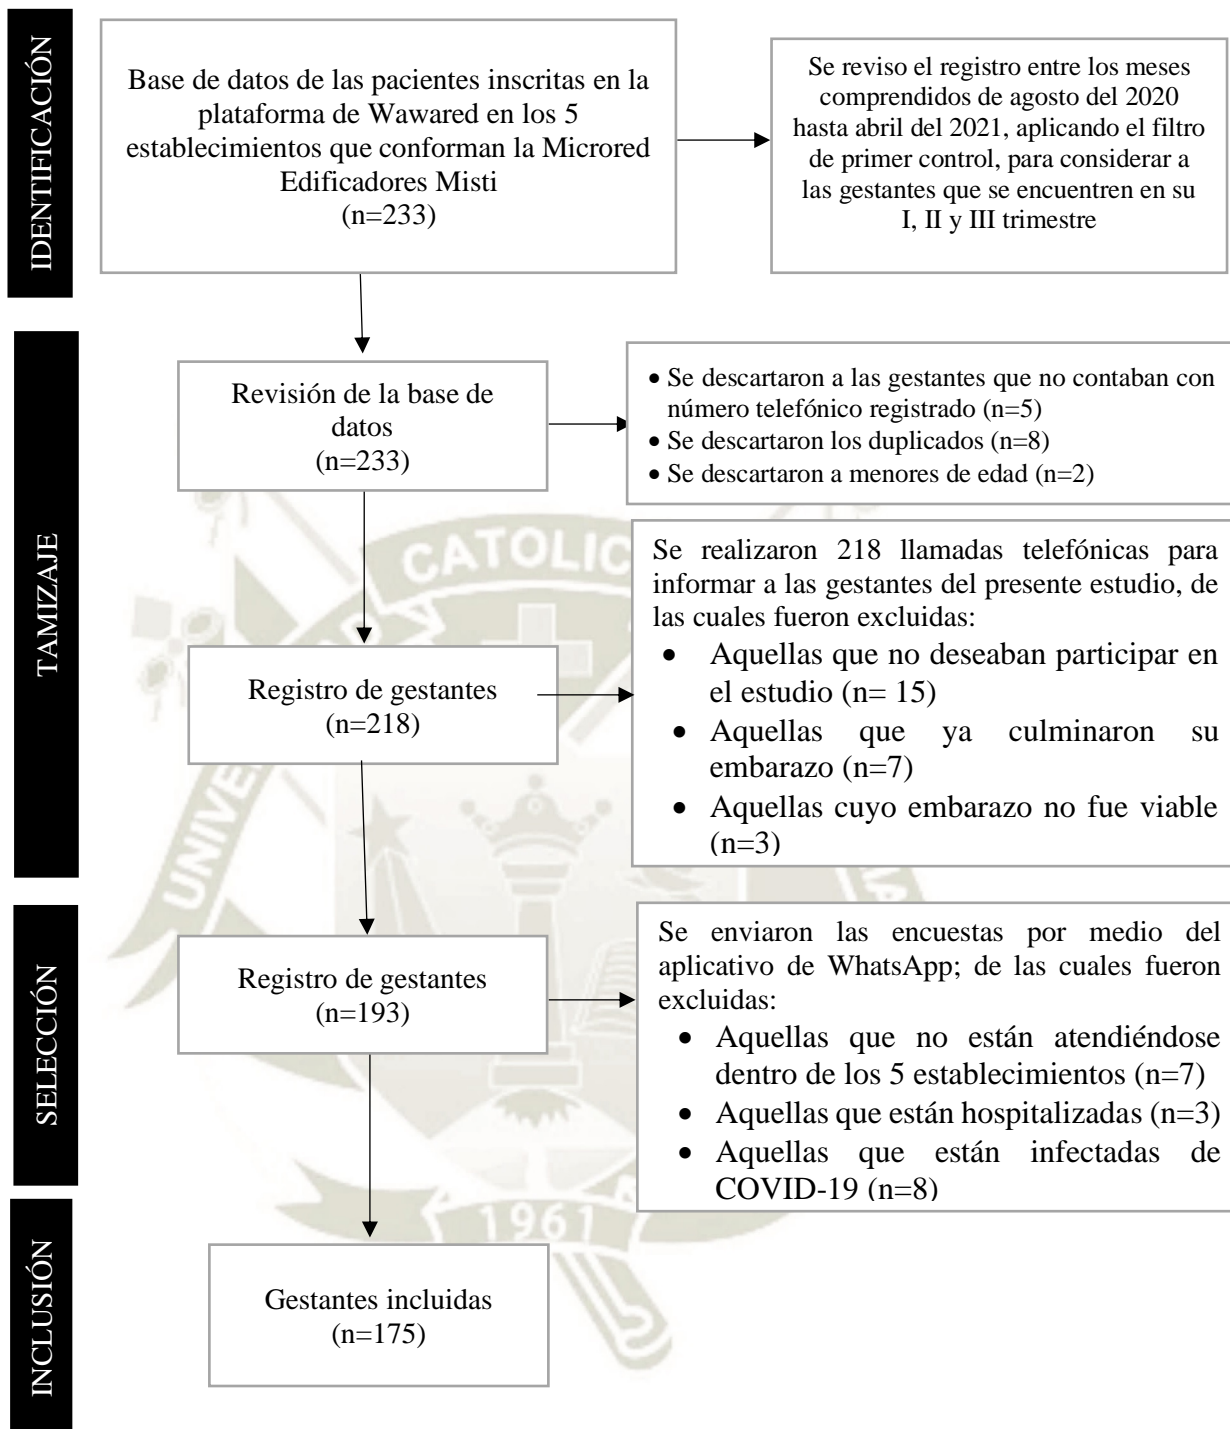 IDENTIFICACIÓN
Base de datos de las pacientes inscritas en la
plataforma de Wawared en los 5
establecimientos que conforman la Microred
Edificadores Misti
(n=233)
Se reviso el registro entre los meses
comprendidos de agosto del 2020
hasta abril del 2021, aplicando el filtro
de primer control, para considerar a
las gestantes que se encuentren en su
I, II y III trimestre
TAMIZAJE
Revisión de la base de
datos
(n=233)
• Se descartaron a las gestantes que no contaban con
número telefónico registrado (n=5)
• Se descartaron los duplicados (n=8)
• Se descartaron a menores de edad (n=2)
Registro de gestantes
(n=218)
Se realizaron 218 llamadas telefónicas para
informar a las gestantes del presente estudio, de
las cuales fueron excluidas:
• Aquellas que no deseaban participar en
el estudio (n= 15)
• Aquellas que ya culminaron su
embarazo (n=7)
• Aquellas cuyo embarazo no fue viable
(n=3)
SELECCIÓN
Registro de gestantes
(n=193)
Se enviaron las encuestas por medio del
aplicativo de WhatsApp; de las cuales fueron
excluidas:
• Aquellas que no están atendiéndose
dentro de los 5 establecimientos (n=7)
• Aquellas que están hospitalizadas (n=3)
• Aquellas que están infectadas de
COVID-19 (n=8)
INCLUSIÓN
Gestantes incluidas
(n=175)
CATOLIC
1961